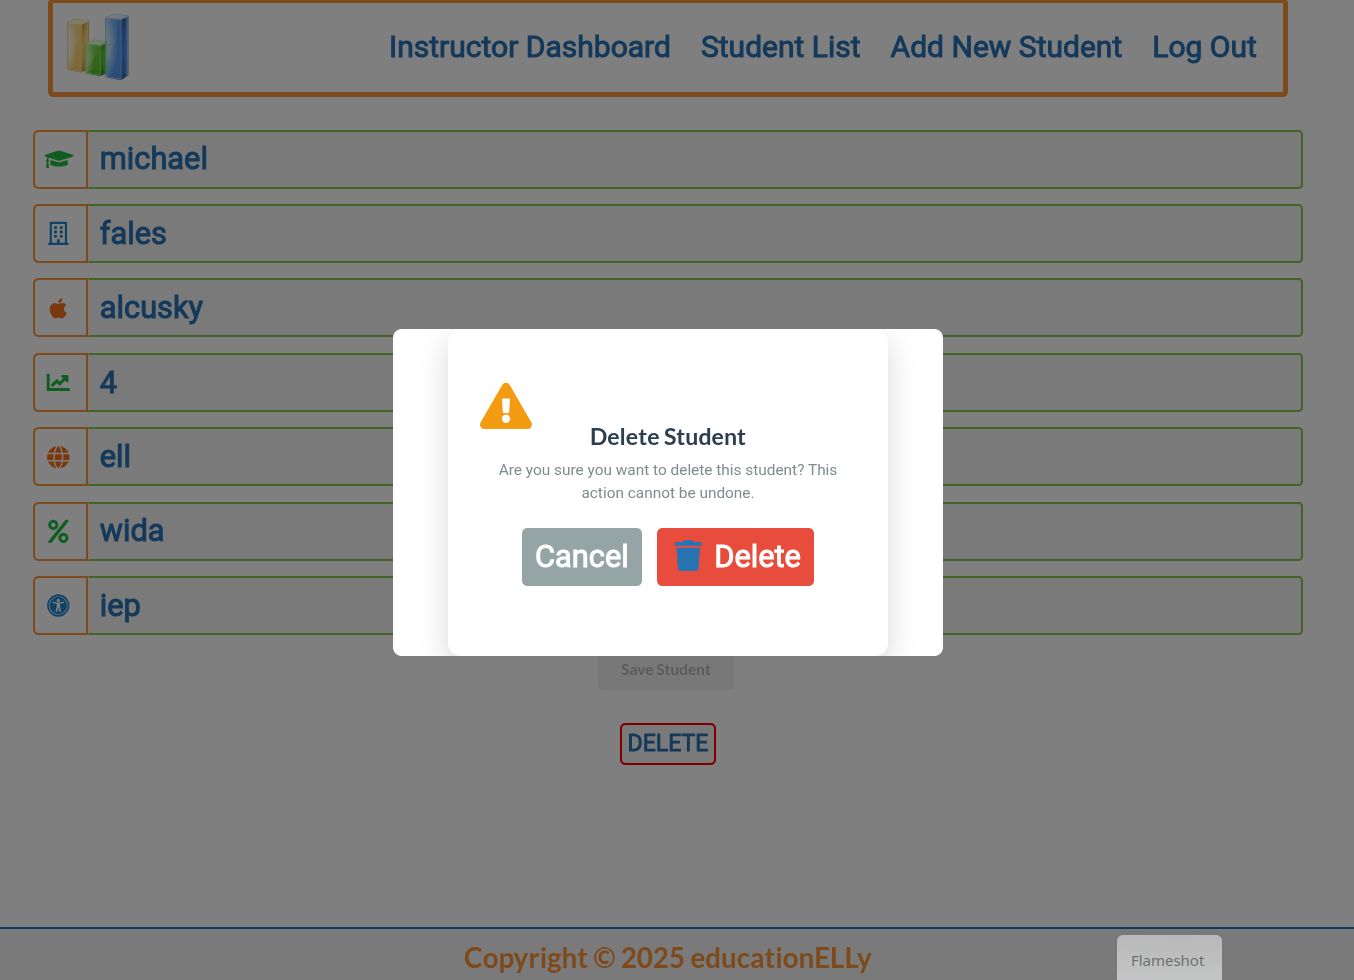 Instructor Dashboard Student List Add New Student Log Out
michael
fales
alcusky
4
ell
wida
iep
Delete Student
Are you sure you want to delete this student? This
action cannot be undone.
Cancel Delete
Save Student
DELETE
Copyright © 2025 educationELLy
Flameshot